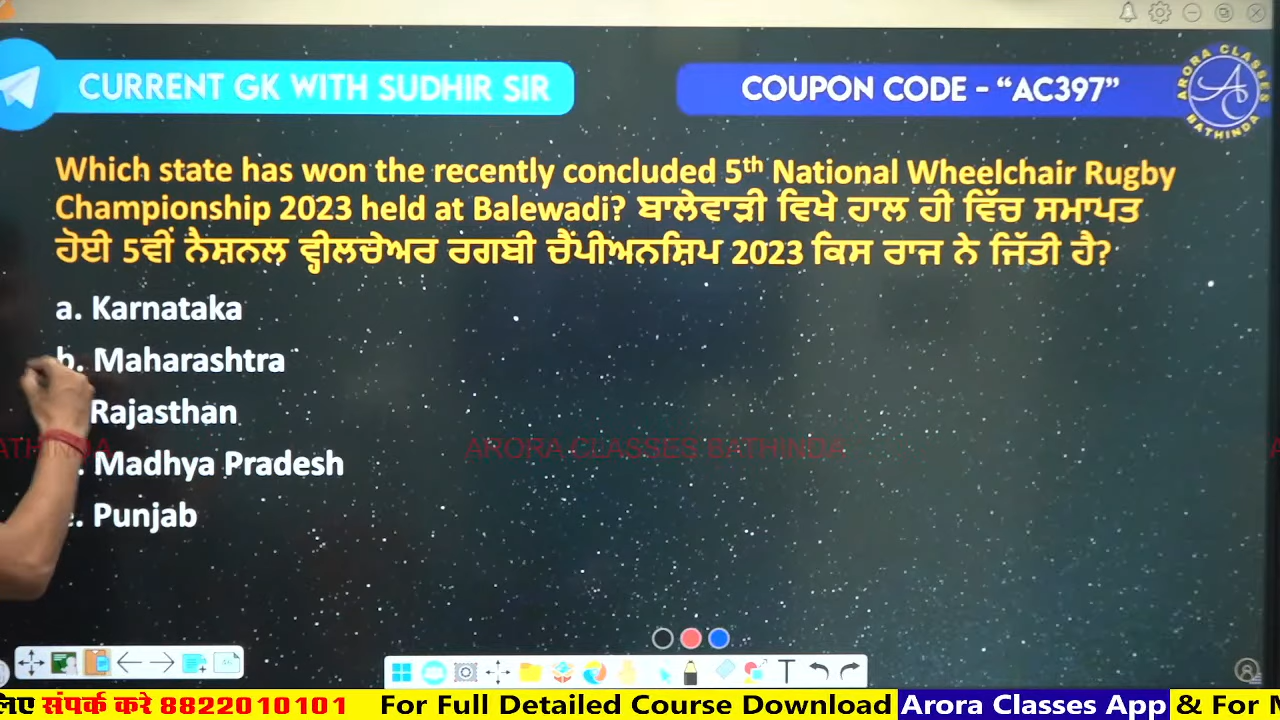 CURRENT GK WITH SUDHIR SIR
COUPON CODE - “AC397”
ARORA CLASSES
BATHINDA
Which state has won the recently concluded 5th National Wheelchair Rugby
Championship 2023 held at Balewadi? ਬਾਲੇਵਾੜੀ ਵਿਖੇ ਹਾਲ ਹੀ ਵਿੱਚ ਸਮਾਪਤ
ਹੋਈ 5ਵੀਂ ਨੈਸ਼ਨਲ ਵ੍ਹੀਲਚੇਅਰ ਰਗਬੀ ਚੈਂਪੀਅਨਸ਼ਿਪ 2023 ਕਿਸ ਰਾਜ ਨੇ ਜਿੱਤੀ ਹੈ?
a. Karnataka
b. Maharashtra
Rajasthan
. Madhya Pradesh
e. Punjab
ATHINDA ARORA CLASSES BATHINDA
लिए संपर्क करे 8822010101 For Full Detailed Course Download Arora Classes App & For